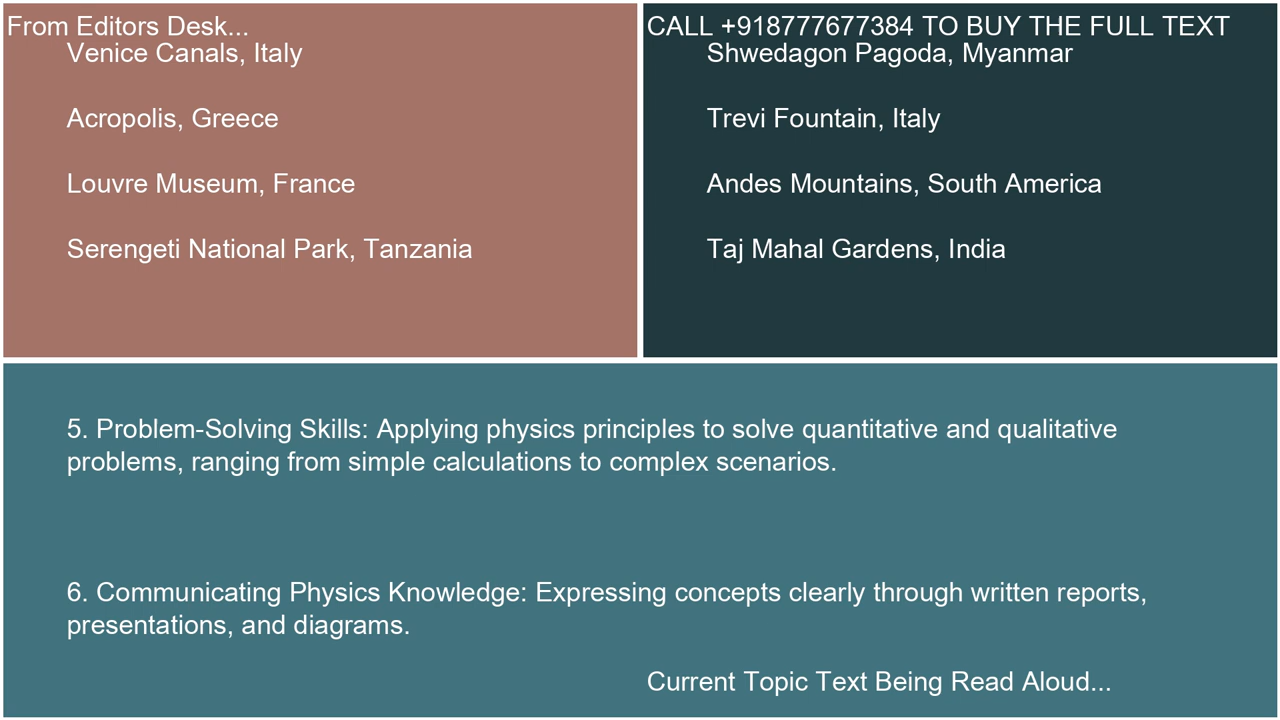 From Editors Desk...
Venice Canals, Italy
Acropolis, Greece
Louvre Museum, France
Serengeti National Park, Tanzania
CALL +918777677384 TO BUY THE FULL TEXT
Shwedagon Pagoda, Myanmar
Trevi Fountain, Italy
Andes Mountains, South America
Taj Mahal Gardens, India
5. Problem-Solving Skills: Applying physics principles to solve quantitative and qualitative
problems, ranging from simple calculations to complex scenarios.
6. Communicating Physics Knowledge: Expressing concepts clearly through written reports,
presentations, and diagrams.
Current Topic Text Being Read Aloud...